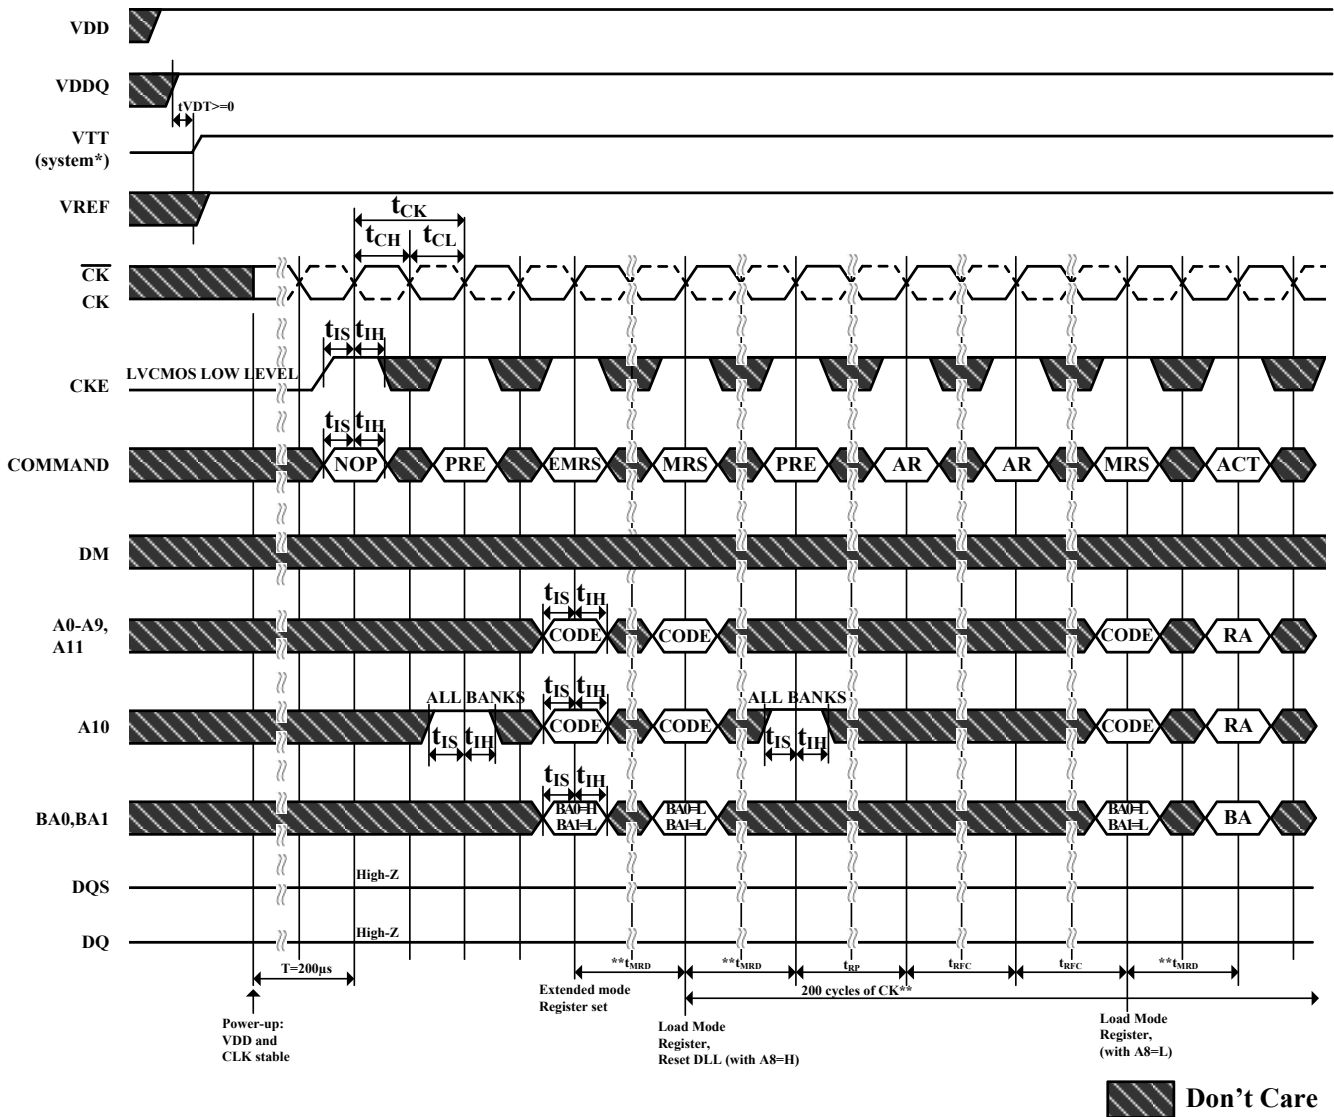 VDD
VDDQ
tVDT>=0
VTT
(system*)
VREF
tCK
tCH
tCL
CK
CK
tIS
tIH
LVCMOS LOW LEVEL
CKE
tIS
tIH
COMMAND
NOP
PRE
EMRS
MRS
PRE
AR
AR
MRS
ACT
DM
tIS
tIH
A0-A9,
A11
CODE
CODE
CODE
RA
ALL BANKS
tIS
tIH
ALL BANKS
A10
CODE
CODE
CODE
RA
tIS
tIH
tIS
tIH
tIS
tIH
BA0,BA1
BA0=H
BA1=L
BA0=L
BA1=L
BA0=L
BA1=L
BA
High-Z
DQS
High-Z
DQ
T=200µs
**tMRD
**tMRD
tRP
tRFC
tRFC
**tMRD
Extended mode
Register set
200 cycles of CK**
Power-up:
VDD and
CLK stable
Load Mode
Register,
Reset DLL (with A8=H)
Load Mode
Register,
(with A8=L)
Don't Care